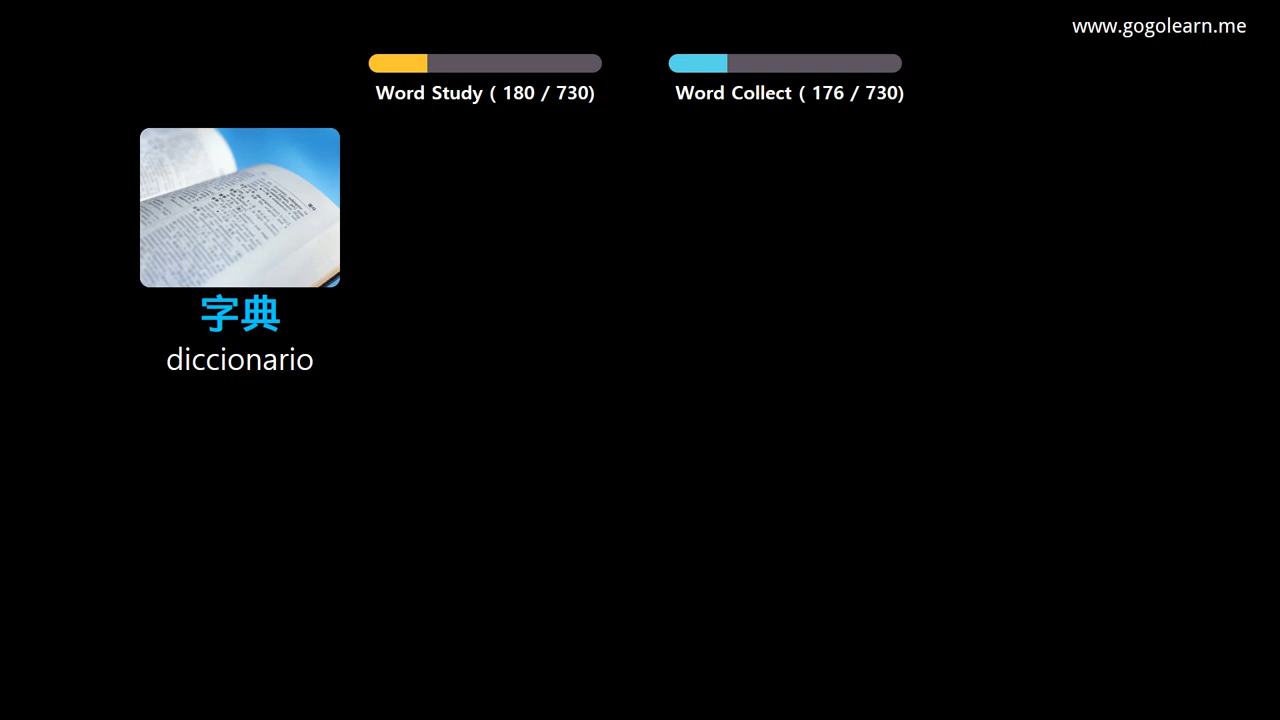 www.gogolearn.me
Word Study ( 180 / 730)
Word Collect ( 176 / 730)
字典
diccionario